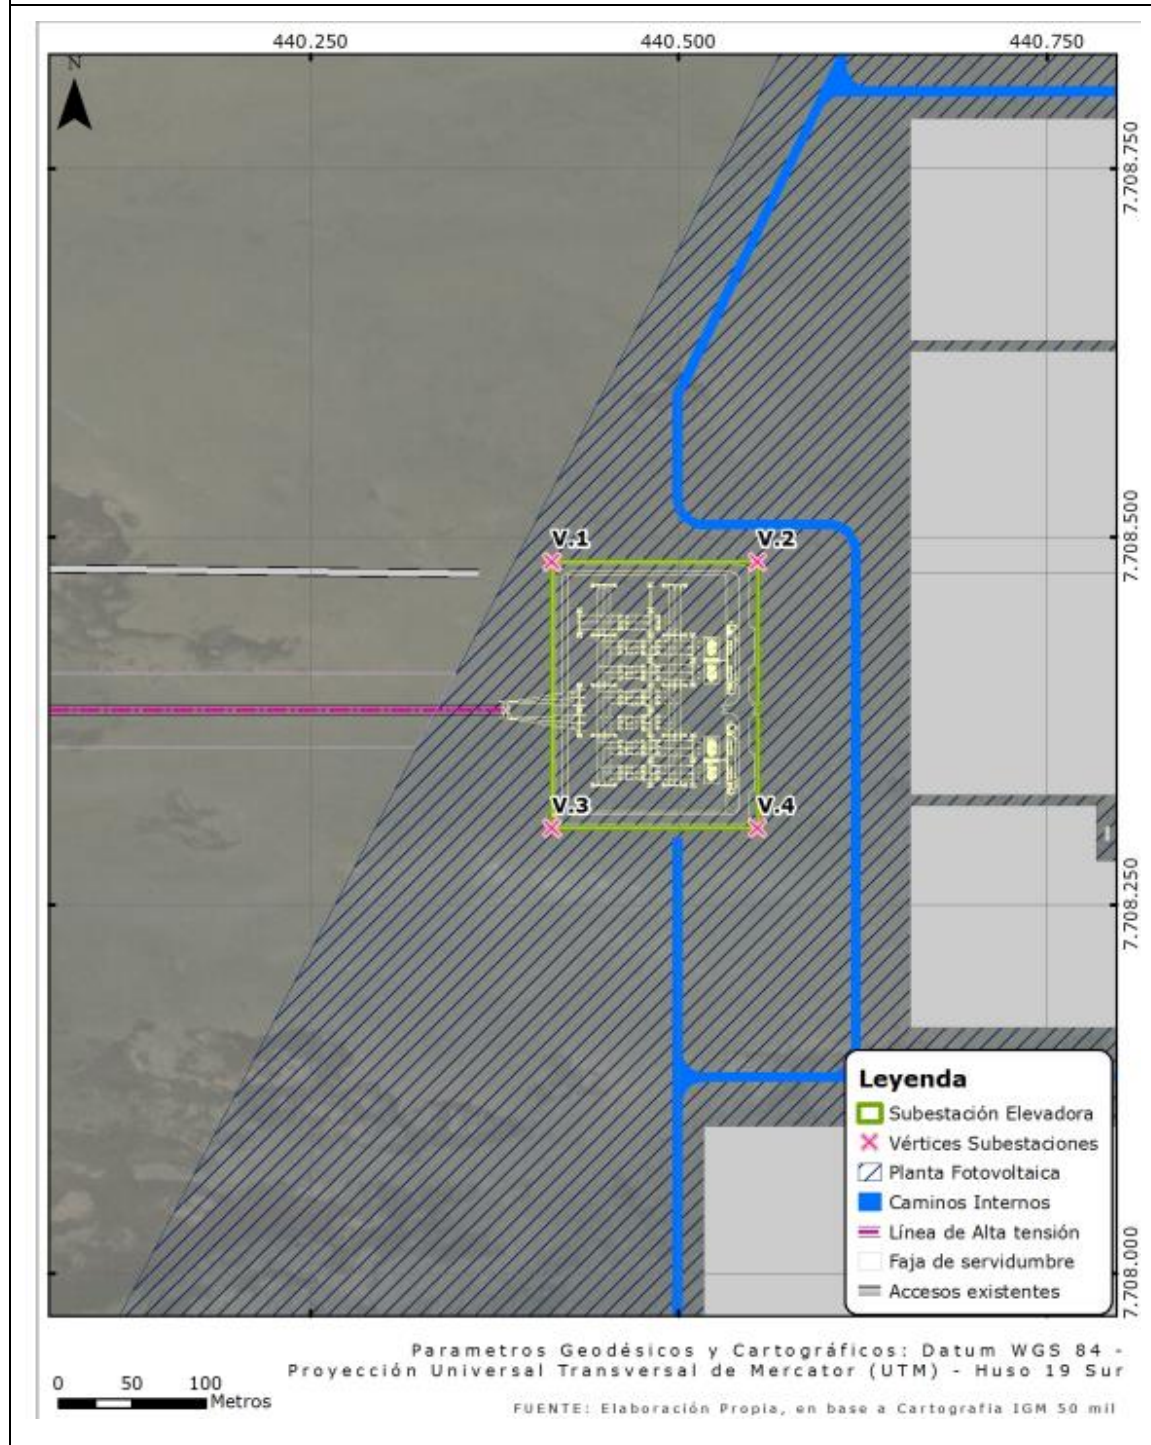 440.250
440.500
440.750
N
7.708.750
V.1
V.2
7.708.500
V.3
V.4
7.708.250
Leyenda
Subestación Elevadora
Vértices Subestaciones
Planta Fotovoltaica
Caminos Internos
Línea de Alta tensión
Faja de servidumbre
Accesos existentes
7.708.000
Parametros Geodésicos y Cartográficos: Datum WGS 84 -
Proyección Universal Transversal de Mercator (UTM) - Huso 19 Sur
0 50 100
Metros
FUENTE: Elaboración Propia, en base a Cartografia IGM 50 mil